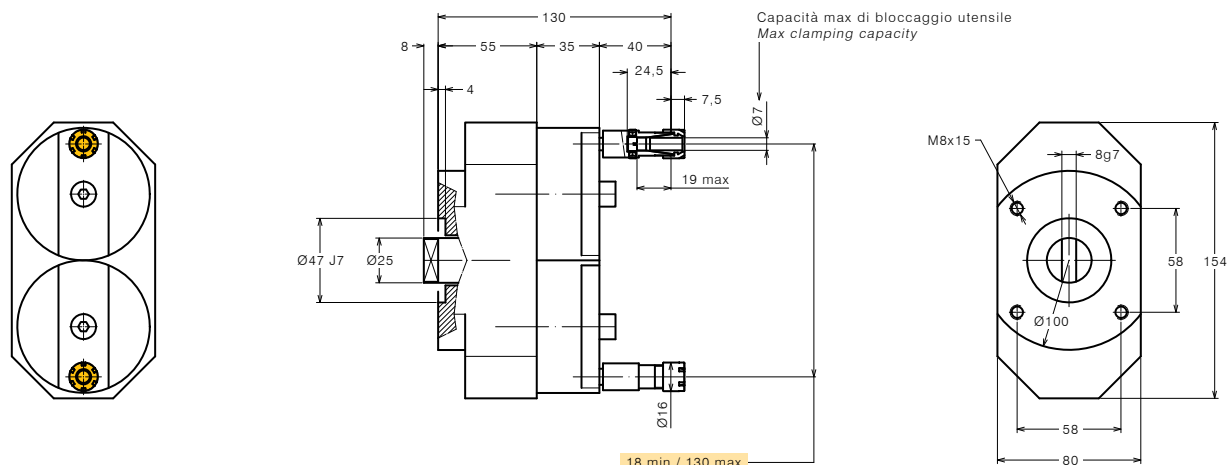 130
Capacità max di bloccaggio utensile
Max clamping capacity
8
55
35
40
24,5
4
7,5
Ø7
M8x15
8g7
19 max
Ø47 J7
Ø25
58
154
Ø100
Ø16
58
18 min / 130 max
80